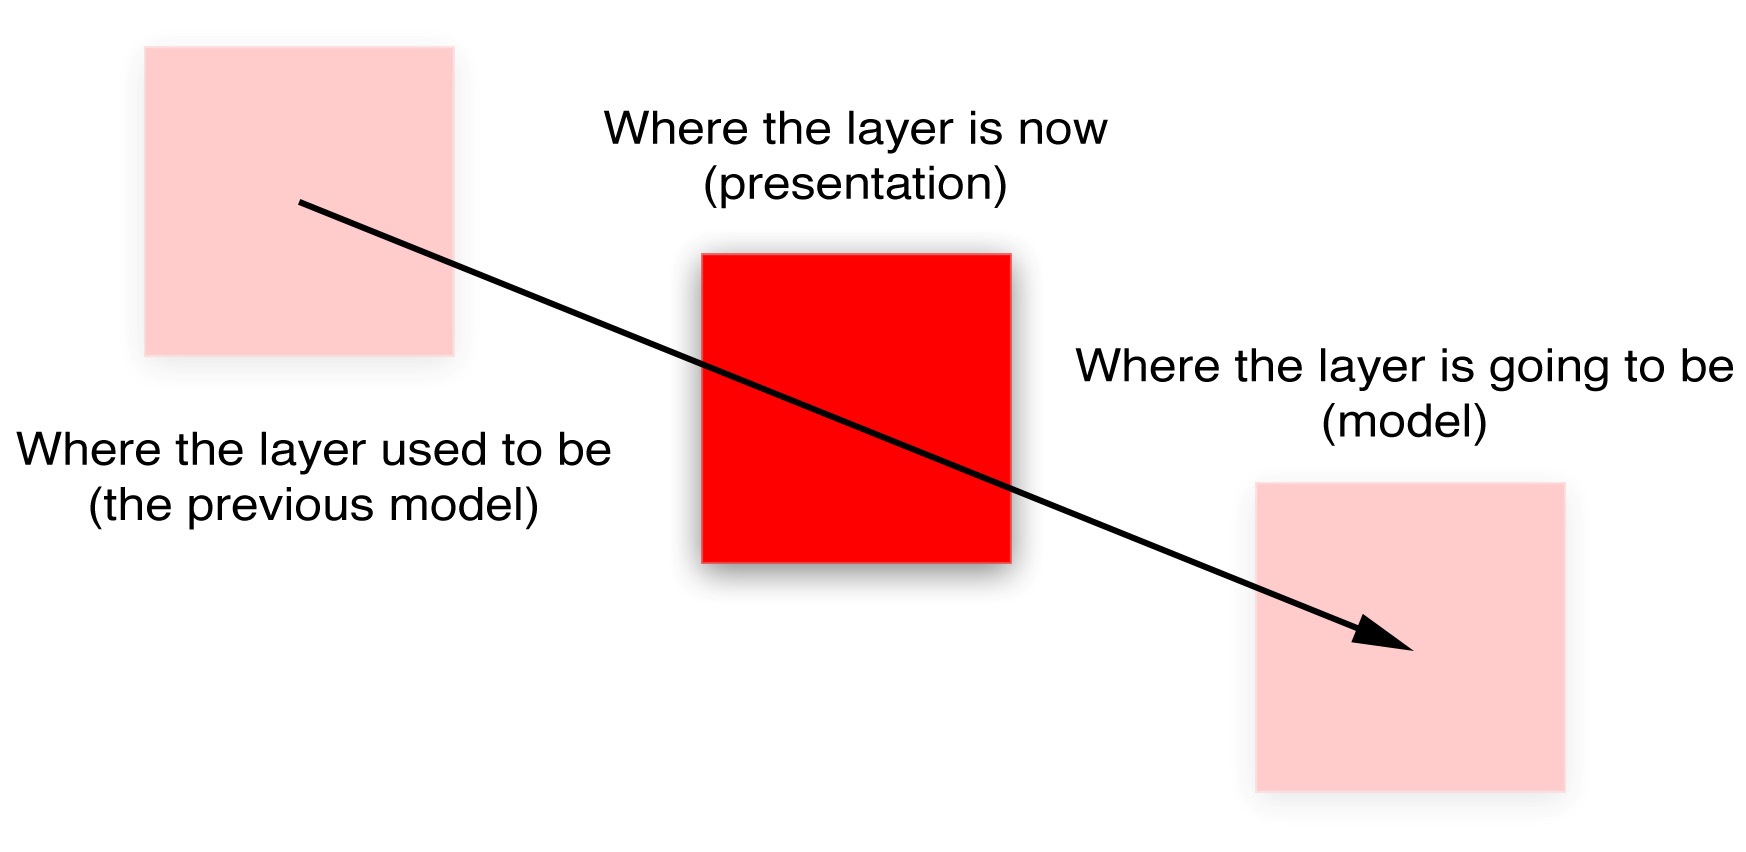 Where the layer is now
(presentation)
Where the layer is going to be
(model)
Where the layer used to be
(the previous model)